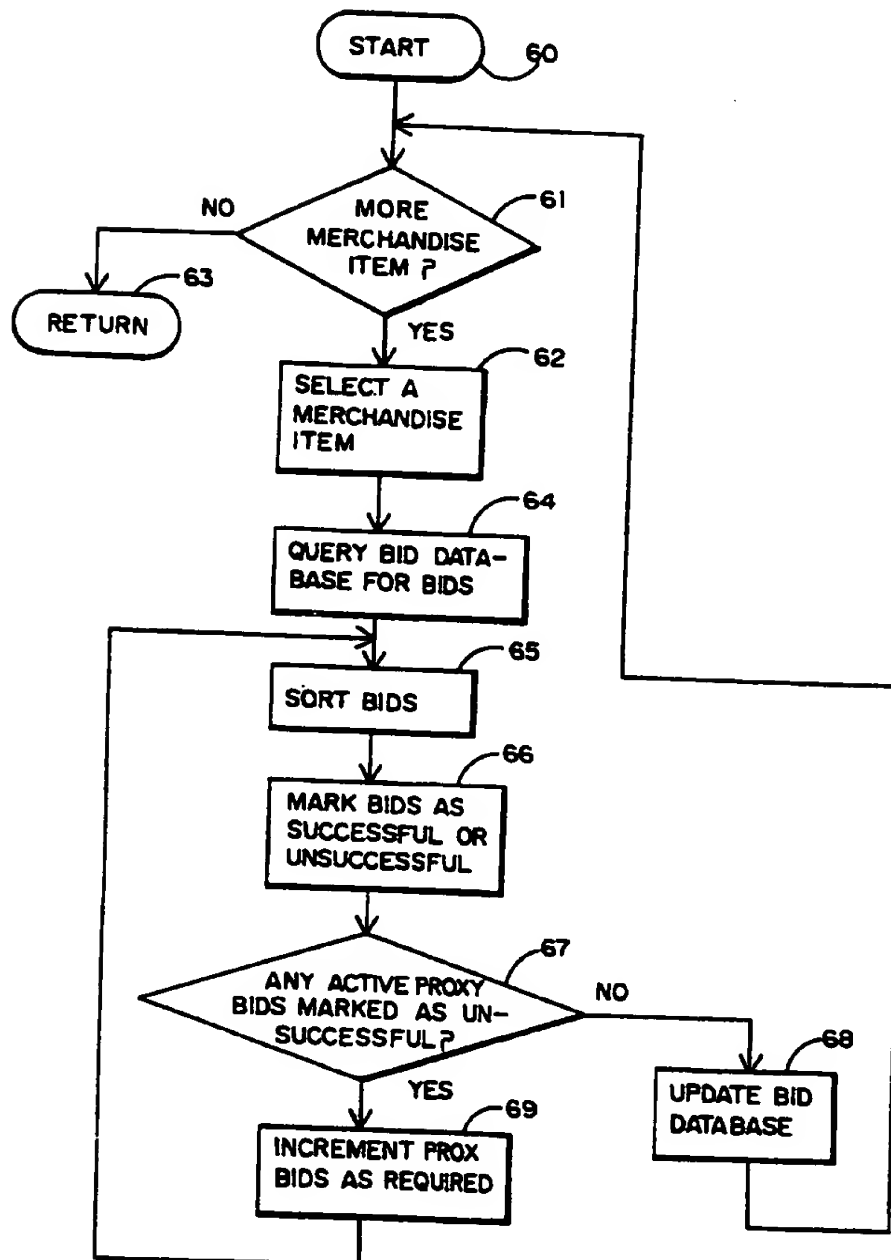 START
60
MORE
MERCHANDISE
ITEM ?
61
NO
63
RETURN
YES
62
SELECT A
MERCHANDISE
ITEM
64
QUERY BID DATA-
BASE FOR BIDS
65
SORT BIDS
66
MARK BIDS AS
SUCCESSFUL OR
UNSUCCESSFUL
67
ANY ACTIVE PROXY
BIDS MARKED AS UN-
SUCCESSFUL?
NO
68
UPDATE BID
DATABASE
YES
69
INCREMENT PROX
BIDS AS REQUIRED